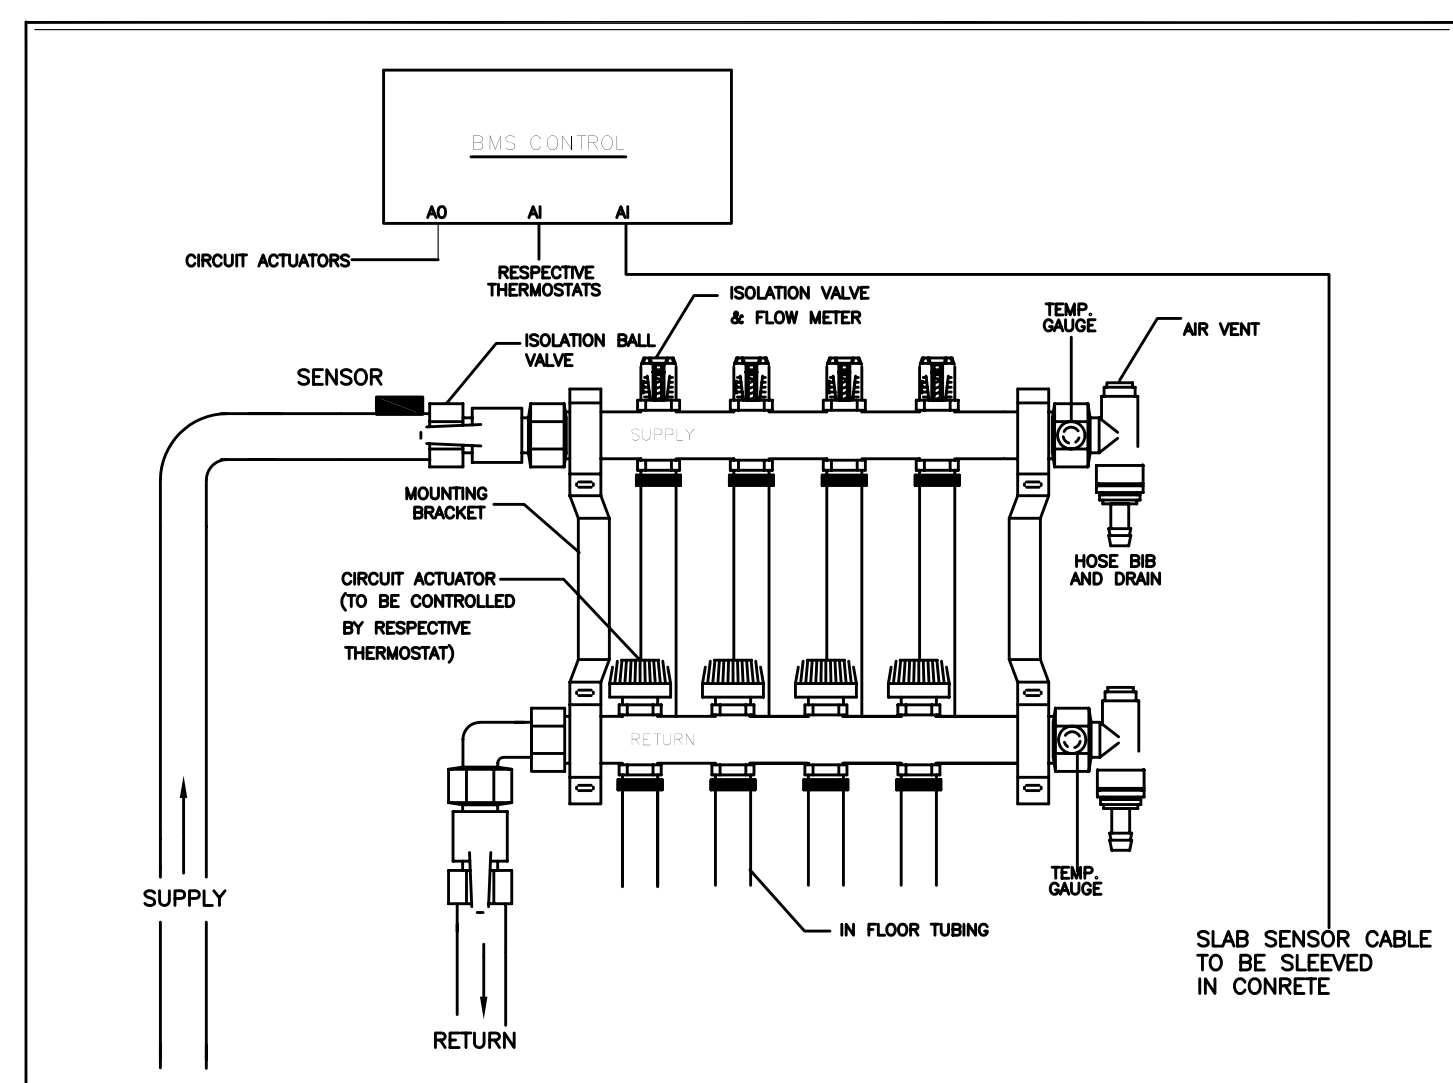 BMS CONTROL
AO AI AI
CIRCUIT ACTUATORS
RESPECTIVE
THERMOSTATS
ISOLATION VALVE
& FLOW METER
TEMP.
GAUGE
AIR VENT
ISOLATION BALL
VALVE
SENSOR
SUPPLY
MOUNTING
BRACKET
HOSE BIB
AND DRAIN
CIRCUIT ACTUATOR
(TO BE CONTROLLED
BY RESPECTIVE
THERMOSTAT)
RETURN
SUPPLY
TEMP.
GAUGE
IN FLOOR TUBING
SLAB SENSOR CABLE
TO BE SLEEVED
IN CONRETE
RETURN